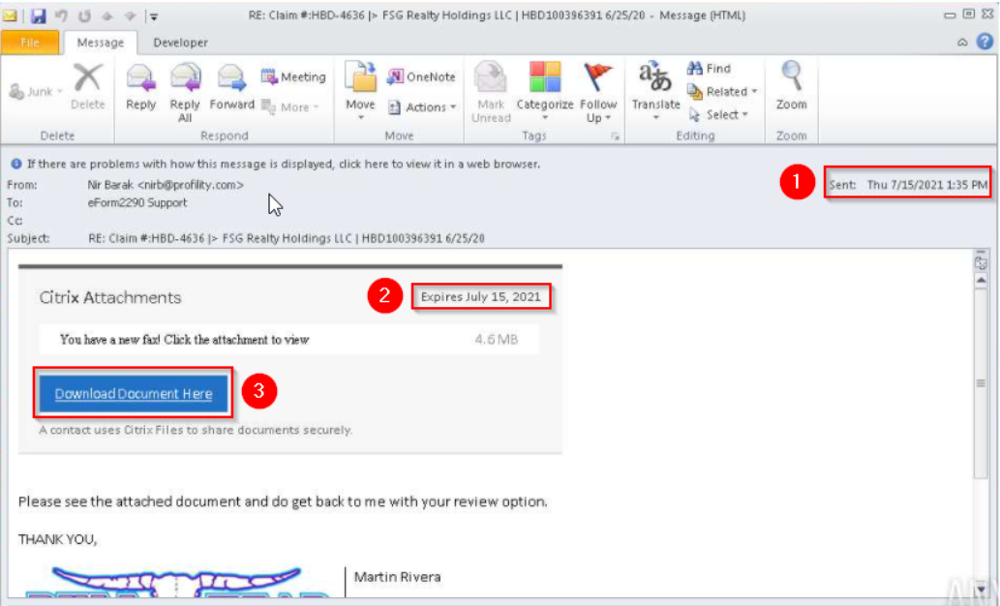 RE: Claim #:HBD-4636 |> FSG Realty Holdings LLC | HBD100396391 6/25/20 - Message (HTML)
File Message Developer
Junk Delete Reply Reply All Forward Meeting More Move OneNote Actions Mark Unread Categorize Follow Up Translate Find Related Select Zoom
Delete Respond Move Tags Editing Zoom
If there are problems with how this message is displayed, click here to view it in a web browser.
From: Nir Barak <nirb@profility.com>
1 Sent: Thu 7/15/2021 1:35 PM
To: eForm2290 Support
Cc:
Subject: RE: Claim #:HBD-4636 |> FSG Realty Holdings LLC | HBD100396391 6/25/20
Citrix Attachments 2 Expires July 15, 2021
You have a new fax! Click the attachment to view 4.6 MB
Download Document Here 3
A contact uses Citrix Files to share documents securely.
Please see the attached document and do get back to me with your review option.
THANK YOU,
Martin Rivera